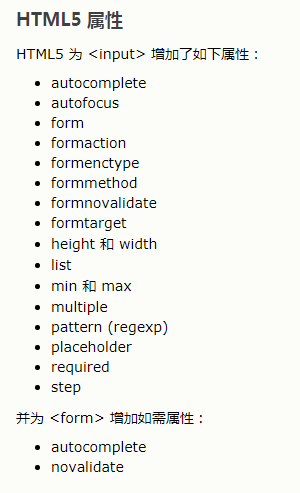 HTML5 属性
HTML5 为 <input> 增加了如下属性：
autocomplete
autofocus
form
formaction
formenctype
formmethod
formnovalidate
formtarget
height 和 width
list
min 和 max
multiple
pattern (regexp)
placeholder
required
step
并为 <form> 增加如需属性：
autocomplete
novalidate